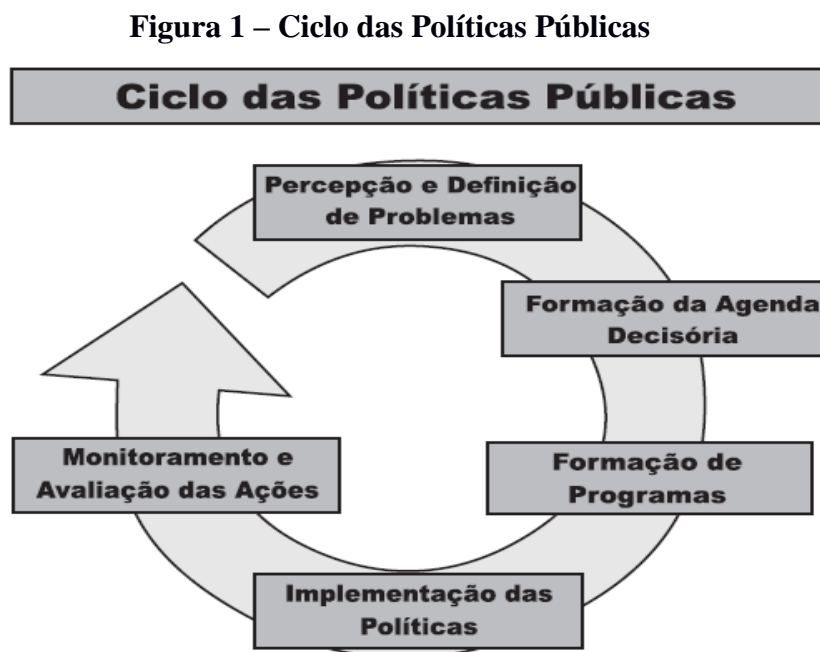 Figura 1 – Ciclo das Políticas Públicas
Ciclo das Políticas Públicas
Percepção e Definição
de Problemas
Formação da Agenda
Decisória
Formação de
Programas
Implementação das
Políticas
Monitoramento e
Avaliação das Ações